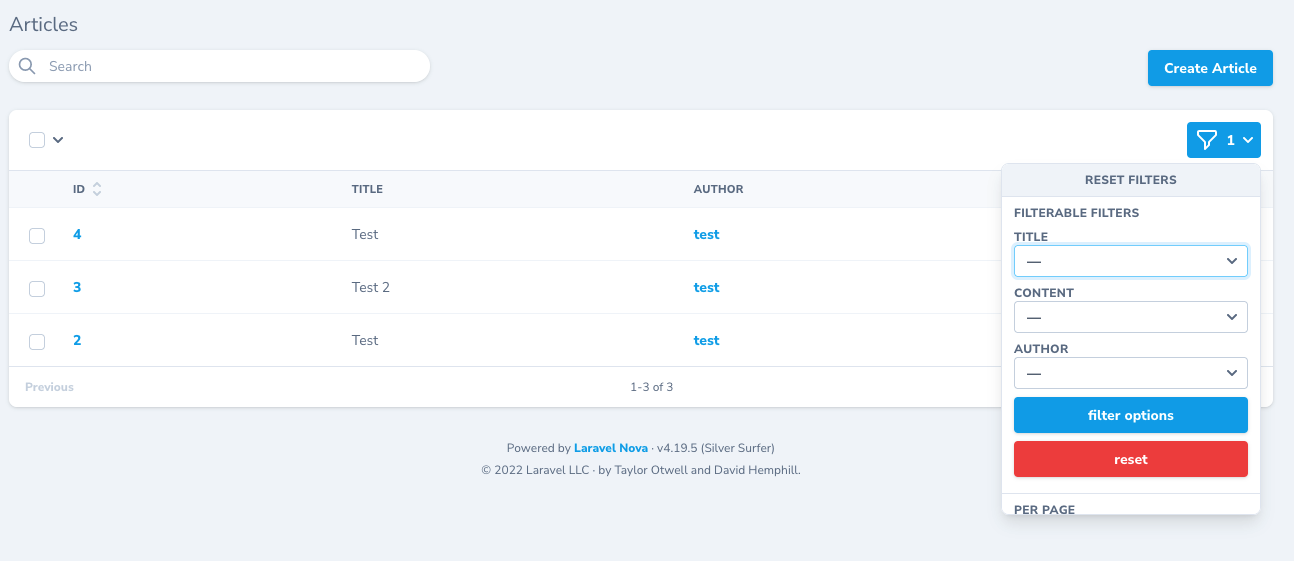 Articles
Search
Create Article
1
RESET FILTERS
ID TITLE AUTHOR
FILTERABLE FILTERS
TITLE
—
4 Test test
3 Test 2 test
CONTENT
—
2 Test test
AUTHOR
—
Previous 1-3 of 3
filter options
reset
PER PAGE
Powered by Laravel Nova · v4.19.5 (Silver Surfer)
© 2022 Laravel LLC · by Taylor Otwell and David Hemphill.